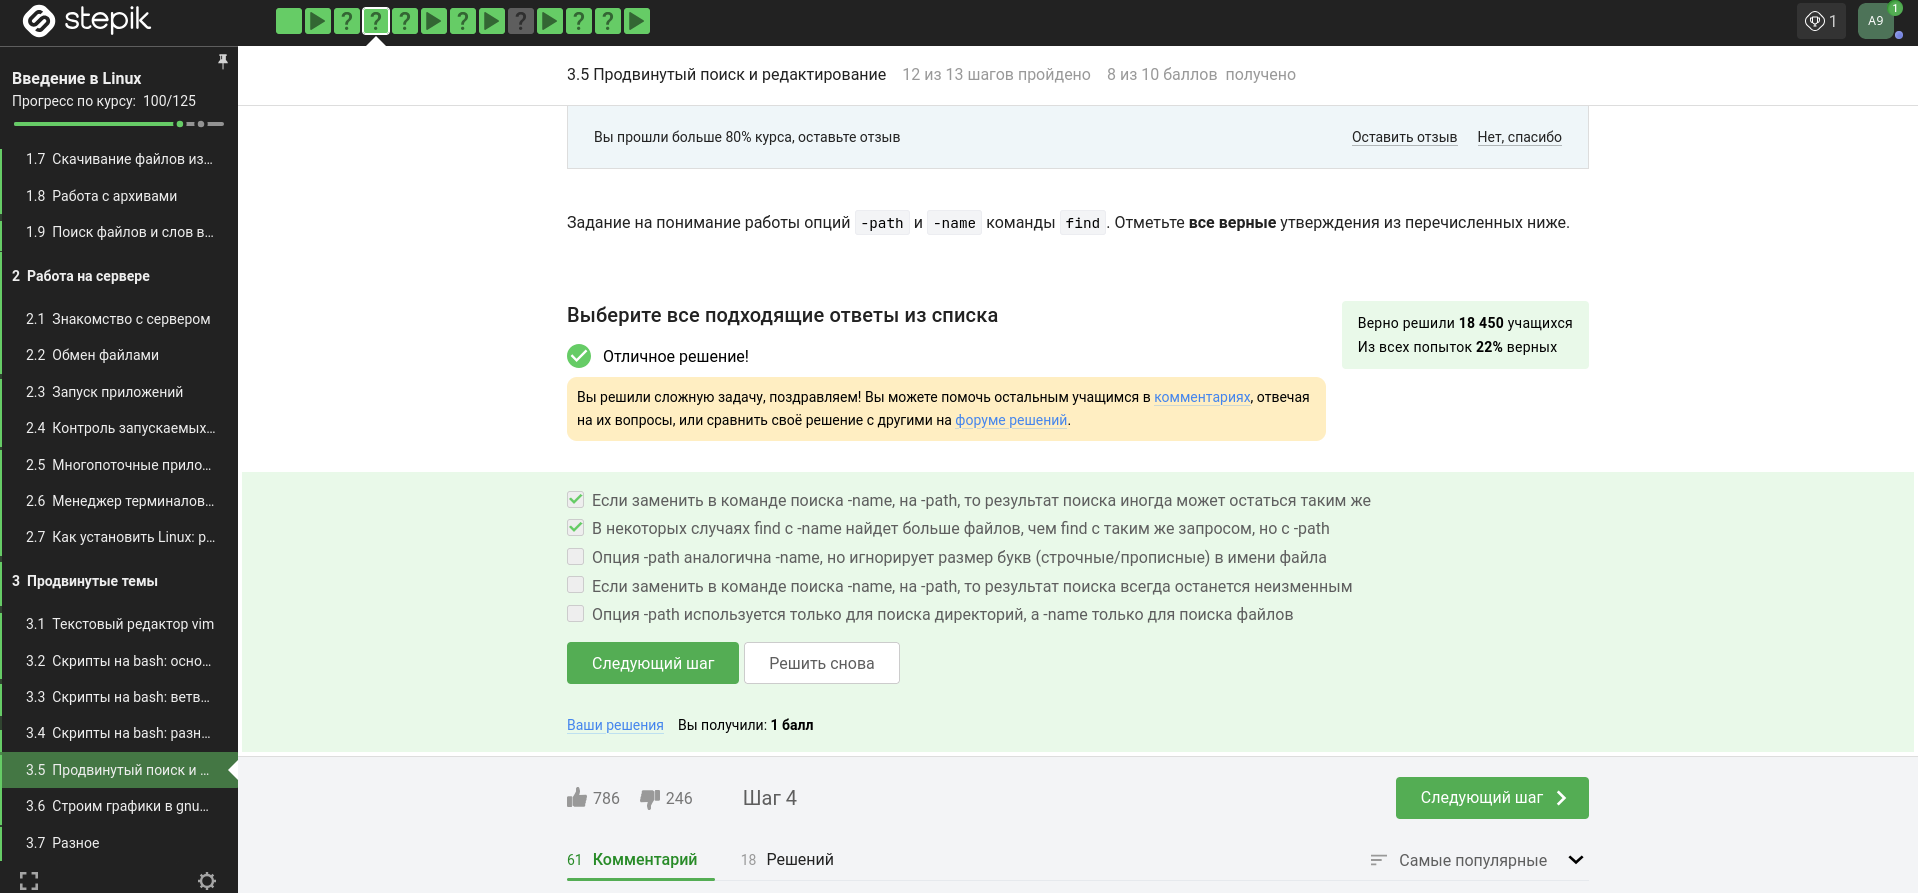 stepik
1
A9
1
Введение в Linux
Прогресс по курсу: 100/125
1.7 Скачивание файлов из...
1.8 Работа с архивами
1.9 Поиск файлов и слов в...
2 Работа на сервере
2.1 Знакомство с сервером
2.2 Обмен файлами
2.3 Запуск приложений
2.4 Контроль запускаемых...
2.5 Многопоточные прило...
2.6 Менеджер терминалов...
2.7 Как установить Linux: р...
3 Продвинутые темы
3.1 Текстовый редактор vim
3.2 Скрипты на bash: осно...
3.3 Скрипты на bash: ветв...
3.4 Скрипты на bash: разн...
3.5 Продвинутый поиск и ...
3.6 Строим графики в gnu...
3.7 Разное
3.5 Продвинутый поиск и редактирование 12 из 13 шагов пройдено 8 из 10 баллов получено
Вы прошли больше 80% курса, оставьте отзыв Оставить отзыв Нет, спасибо
Задание на понимание работы опций -path и -name команды find . Отметьте все верные утверждения из перечисленных ниже.
Выберите все подходящие ответы из списка
Верно решили 18 450 учащихся
Из всех попыток 22% верных
Отличное решение!
Вы решили сложную задачу, поздравляем! Вы можете помочь остальным учащимся в комментариях, отвечая
на их вопросы, или сравнить своё решение с другими на форуме решений.
Если заменить в команде поиска -name, на -path, то результат поиска иногда может остаться таким же
В некоторых случаях find с -name найдет больше файлов, чем find с таким же запросом, но с -path
Опция -path аналогична -name, но игнорирует размер букв (строчные/прописные) в имени файла
Если заменить в команде поиска -name, на -path, то результат поиска всегда останется неизменным
Опция -path используется только для поиска директорий, а -name только для поиска файлов
Следующий шаг Решить снова
Ваши решения Вы получили: 1 балл
786 246 Шаг 4 Следующий шаг
61 Комментарий 18 Решений Самые популярные